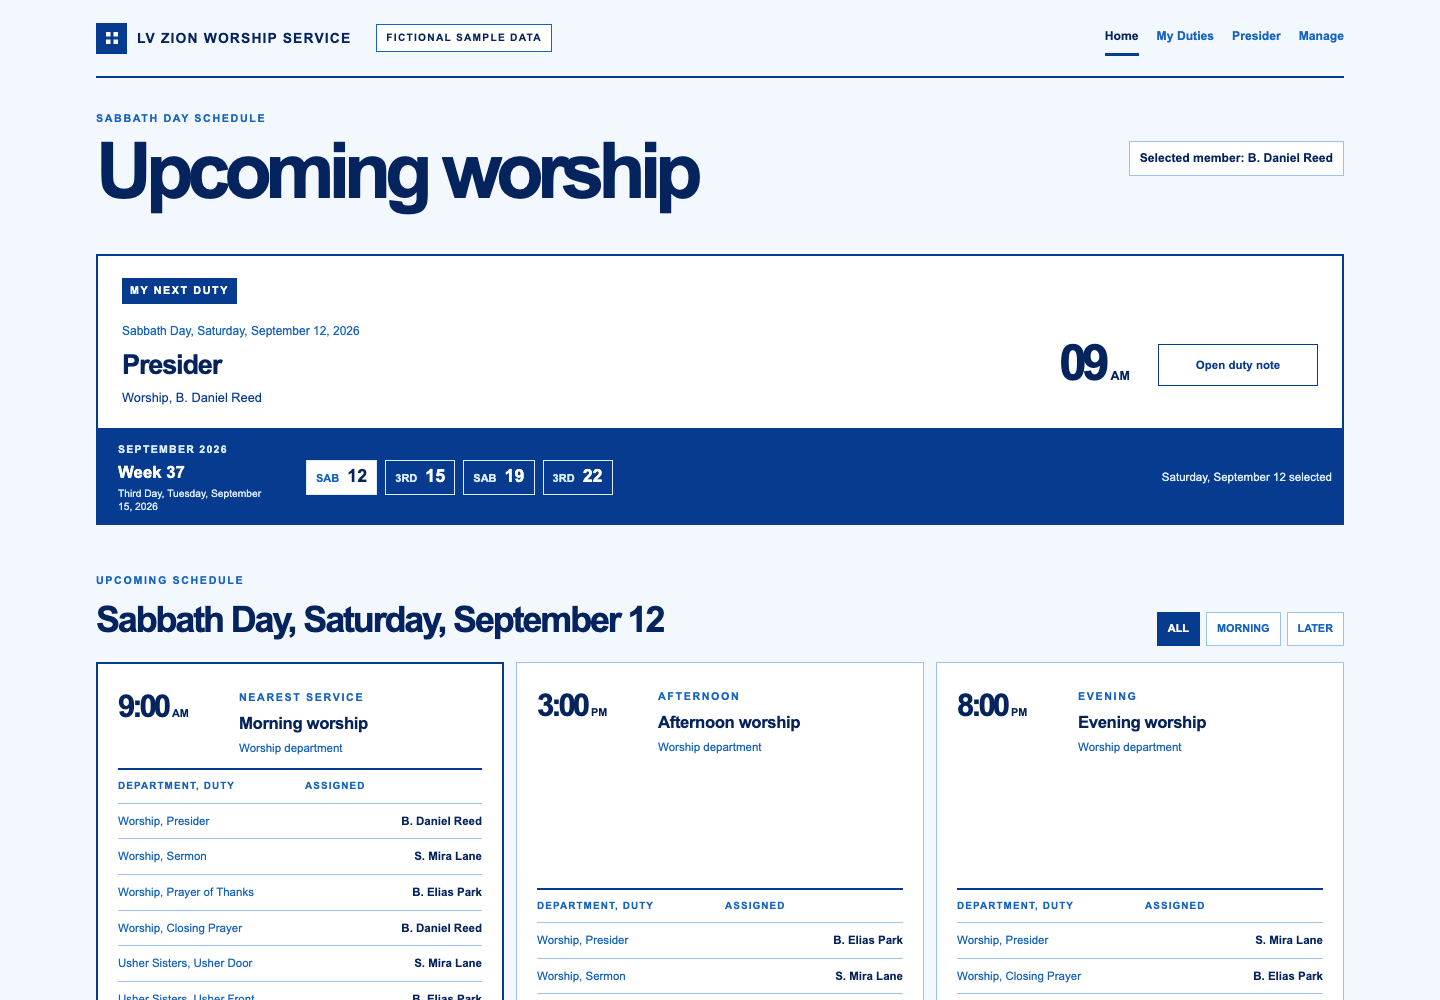 LV ZION WORSHIP SERVICE
FICTIONAL SAMPLE DATA
Home
My Duties
Presider
Manage
SABBATH DAY SCHEDULE
Upcoming worship
Selected member: B. Daniel Reed
MY NEXT DUTY
Sabbath Day, Saturday, September 12, 2026
Presider
Worship, B. Daniel Reed
09 AM
Open duty note
SEPTEMBER 2026
Week 37
Third Day, Tuesday, September
15, 2026
SAB 12
3RD 15
SAB 19
3RD 22
Saturday, September 12 selected
UPCOMING SCHEDULE
Sabbath Day, Saturday, September 12
ALL
MORNING
LATER
9:00 AM
NEAREST SERVICE
Morning worship
Worship department
DEPARTMENT, DUTY ASSIGNED
Worship, Presider B. Daniel Reed
Worship, Sermon S. Mira Lane
Worship, Prayer of Thanks B. Elias Park
Worship, Closing Prayer B. Daniel Reed
Usher Sisters, Usher Door S. Mira Lane
Usher Sisters, Usher Front B. Elias Park
3:00 PM
AFTERNOON
Afternoon worship
Worship department
DEPARTMENT, DUTY ASSIGNED
Worship, Presider B. Elias Park
Worship, Sermon S. Mira Lane
8:00 PM
EVENING
Evening worship
Worship department
DEPARTMENT, DUTY ASSIGNED
Worship, Presider S. Mira Lane
Worship, Closing Prayer B. Elias Park